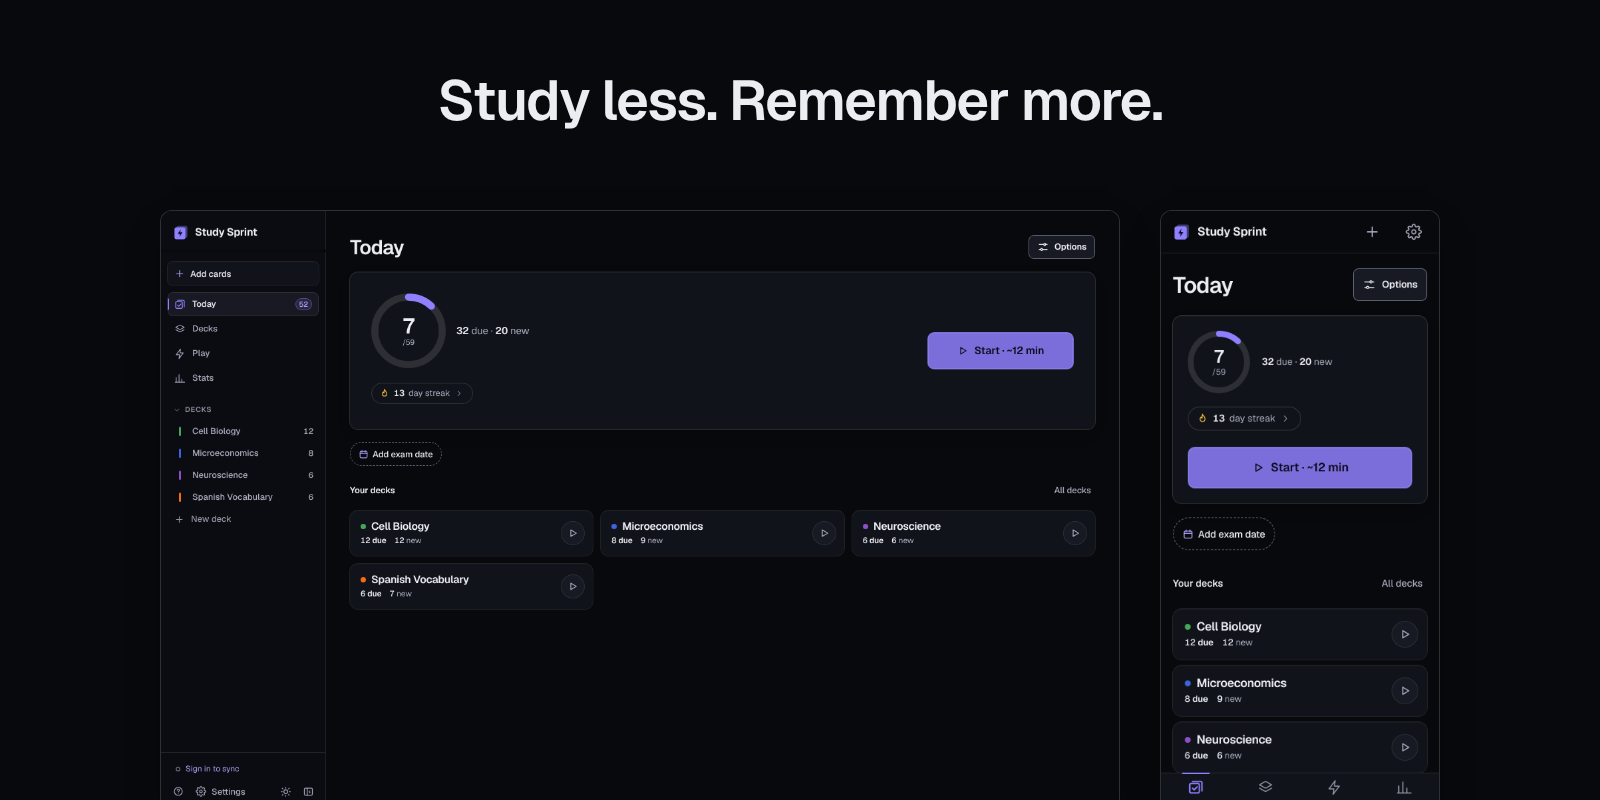 Study less. Remember more.
Study Sprint
Add cards
Today 52
Decks
Play
Stats
DECKS
Cell Biology 12
Microeconomics 8
Neuroscience 6
Spanish Vocabulary 6
New deck
Sign in to sync
Settings
Today
Options
7
/59
32 due · 20 new
13 day streak
Start · ~12 min
Add exam date
Your decks
All decks
Cell Biology
12 due 12 new
Microeconomics
8 due 9 new
Neuroscience
6 due 6 new
Spanish Vocabulary
6 due 7 new
Study Sprint
Today
Options
7
/59
32 due · 20 new
13 day streak
Start · ~12 min
Add exam date
Your decks
All decks
Cell Biology
12 due 12 new
Microeconomics
8 due 9 new
Neuroscience
6 due 6 new